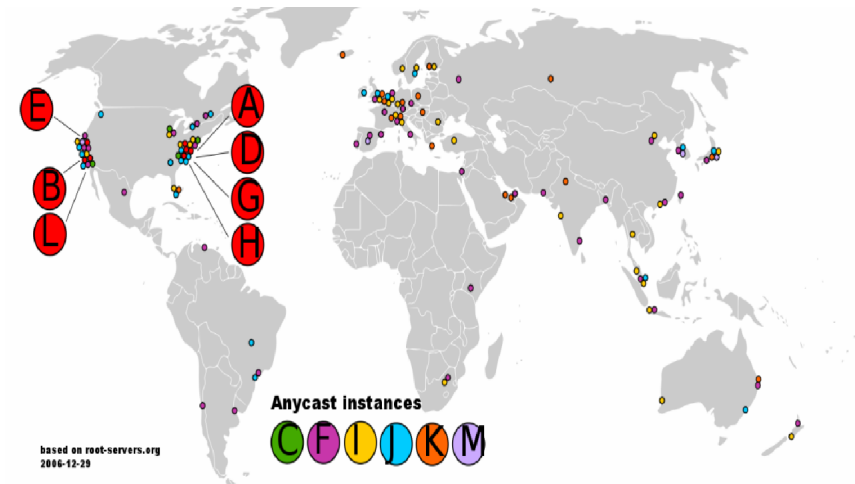 E
A
D
B
G
L
H
Anycast instances
C F I J K M
based on root-servers.org
2006-12-29